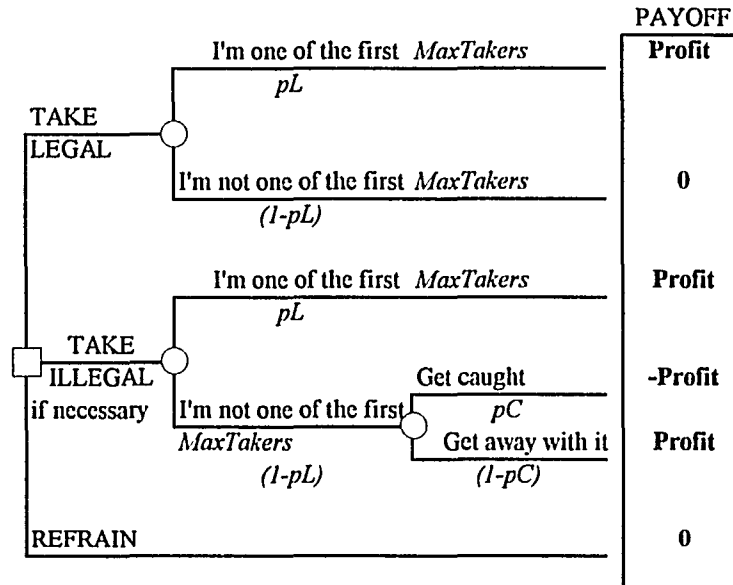 PAYOFF
I'm one of the first MaxTakers
Profit
pL
TAKE
LEGAL
I'm not one of the first MaxTakers
0
(1-pL)
I'm one of the first MaxTakers
Profit
pL
TAKE
ILLEGAL
if necessary
Get caught
-Profit
pC
I'm not one of the first
MaxTakers
Get away with it
Profit
(1-pL)
(1-pC)
REFRAIN
0